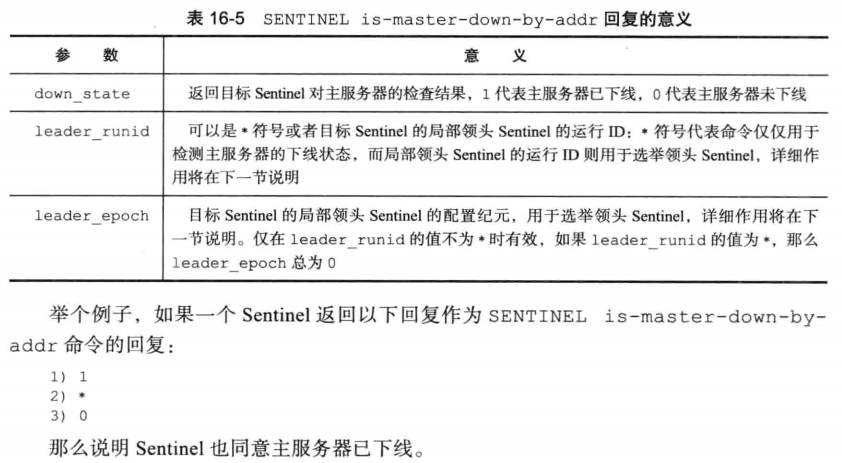 表 16-5 SENTINEL is-master-down-by-addr 回复的意义
参 数 意 义
down_state 返回目标 Sentinel 对主服务器的检查结果，1 代表主服务器已下线，0 代表主服务器未下线
leader_runid 可以是 * 符号或者目标 Sentinel 的局部领头 Sentinel 的运行 ID：* 符号代表命令仅仅用于
检测主服务器的下线状态，而局部领头 Sentinel 的运行 ID 则用于选举领头 Sentinel，详细作
用将在下一节说明
leader_epoch 目标 Sentinel 的局部领头 Sentinel 的配置纪元，用于选举领头 Sentinel，详细作用将在下
一节说明。仅在 leader_runid 的值不为 * 时有效，如果 leader_runid 的值为 *，那么
leader_epoch 总为 0
举个例子，如果一个 Sentinel 返回以下回复作为 SENTINEL is-master-down-by-
addr 命令的回复：
1) 1
2) *
3) 0
那么说明 Sentinel 也同意主服务器已下线。